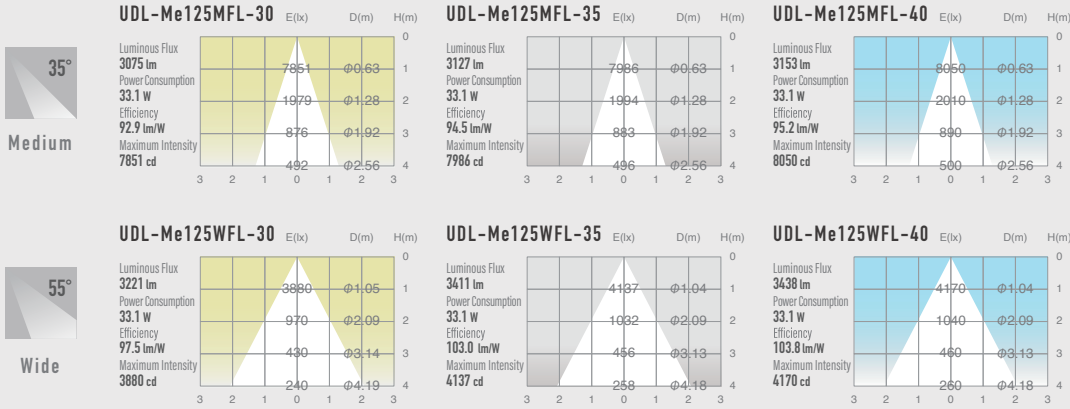 35°
Medium
UDL-Me125MFL-30 E(lx) D(m) H(m)
Luminous Flux
3075 lm
Power Consumption
33.1 W
Efficiency
92.9 lm/W
Maximum Intensity
7851 cd
0
7851 Φ0.63 1
1979 Φ1.28 2
876 Φ1.92 3
492 Φ2.56 4
3 2 1 0 1 2 3
UDL-Me125MFL-35 E(lx) D(m) H(m)
Luminous Flux
3127 lm
Power Consumption
33.1 W
Efficiency
94.5 lm/W
Maximum Intensity
7986 cd
0
7986 Φ0.63 1
1994 Φ1.28 2
883 Φ1.92 3
496 Φ2.56 4
3 2 1 0 1 2 3
UDL-Me125MFL-40 E(lx) D(m) H(m)
Luminous Flux
3153 lm
Power Consumption
33.1 W
Efficiency
95.2 lm/W
Maximum Intensity
8050 cd
0
8050 Φ0.63 1
2010 Φ1.28 2
890 Φ1.92 3
500 Φ2.56 4
3 2 1 0 1 2 3
55°
Wide
UDL-Me125WFL-30 E(lx) D(m) H(m)
Luminous Flux
3221 lm
Power Consumption
33.1 W
Efficiency
97.5 lm/W
Maximum Intensity
3880 cd
0
3880 Φ1.05 1
970 Φ2.09 2
430 Φ3.14 3
240 Φ4.19 4
3 2 1 0 1 2 3
UDL-Me125WFL-35 E(lx) D(m) H(m)
Luminous Flux
3411 lm
Power Consumption
33.1 W
Efficiency
103.0 lm/W
Maximum Intensity
4137 cd
0
4137 Φ1.04 1
1032 Φ2.09 2
456 Φ3.13 3
258 Φ4.18 4
3 2 1 0 1 2 3
UDL-Me125WFL-40 E(lx) D(m) H(m)
Luminous Flux
3438 lm
Power Consumption
33.1 W
Efficiency
103.8 lm/W
Maximum Intensity
4170 cd
0
4170 Φ1.04 1
1040 Φ2.09 2
460 Φ3.13 3
260 Φ4.18 4
3 2 1 0 1 2 3